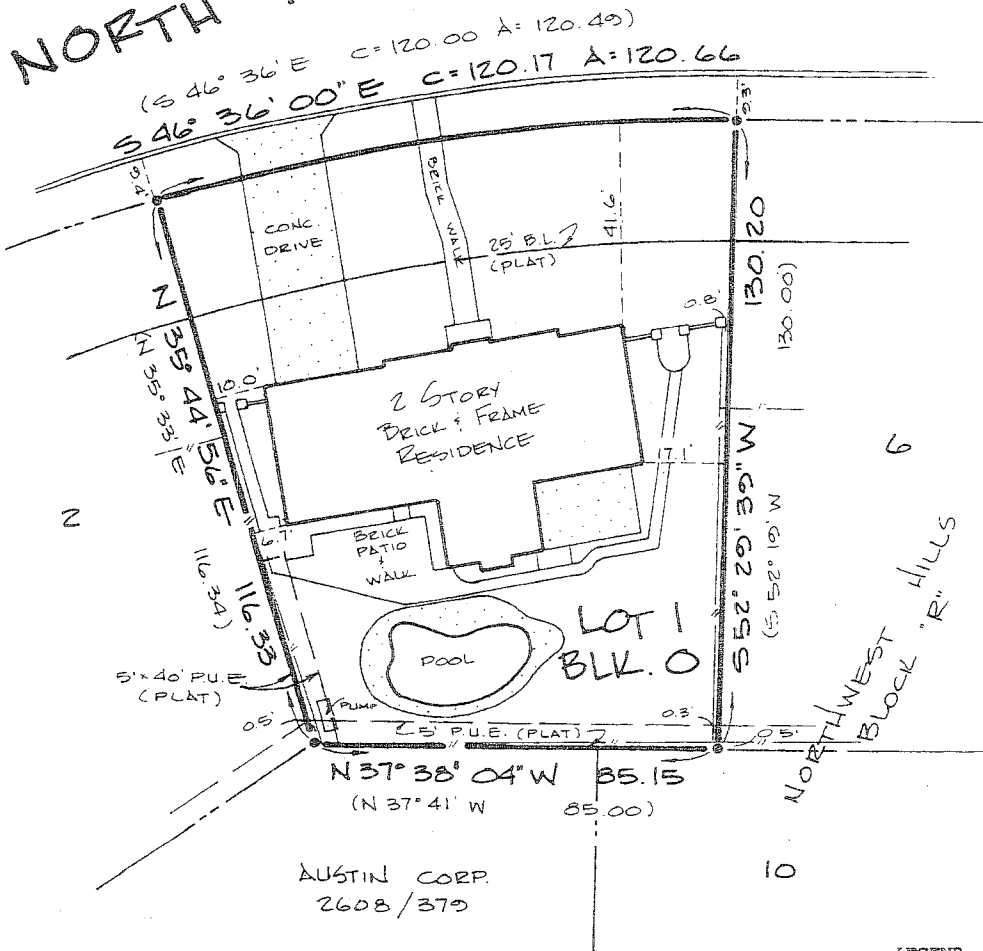 NORTH
(S 46° 36' E C=120.00 A=120.49)
S 46° 36' 00" E C=120.17 A=120.66
9.4'
9.3'
CONC.
DRIVE
BRICK
WALK
25' B.L.
(PLAT)
41.6'
130.20
130.00)
0.8'
N 35° 44' 56" E
(N 35° 33' E
10.0'
2 STORY
BRICK & FRAME
RESIDENCE
17.1'
6
2
6.7'
BRICK
PATIO
&
WALK
S 52° 29' 39" W
(S 52° 19' W
116.33
116.34)
LOT 1
BLK. O
POOL
5'x40' P.U.E.
(PLAT)
PUMP
0.5'
0.3'
5' P.U.E. (PLAT)
0.5'
NORTHWEST HILLS
BLOCK "R"
N 37° 38' 04" W 85.15
(N 37° 41' W 85.00)
AUSTIN CORP.
2608/379
10
LEGEND